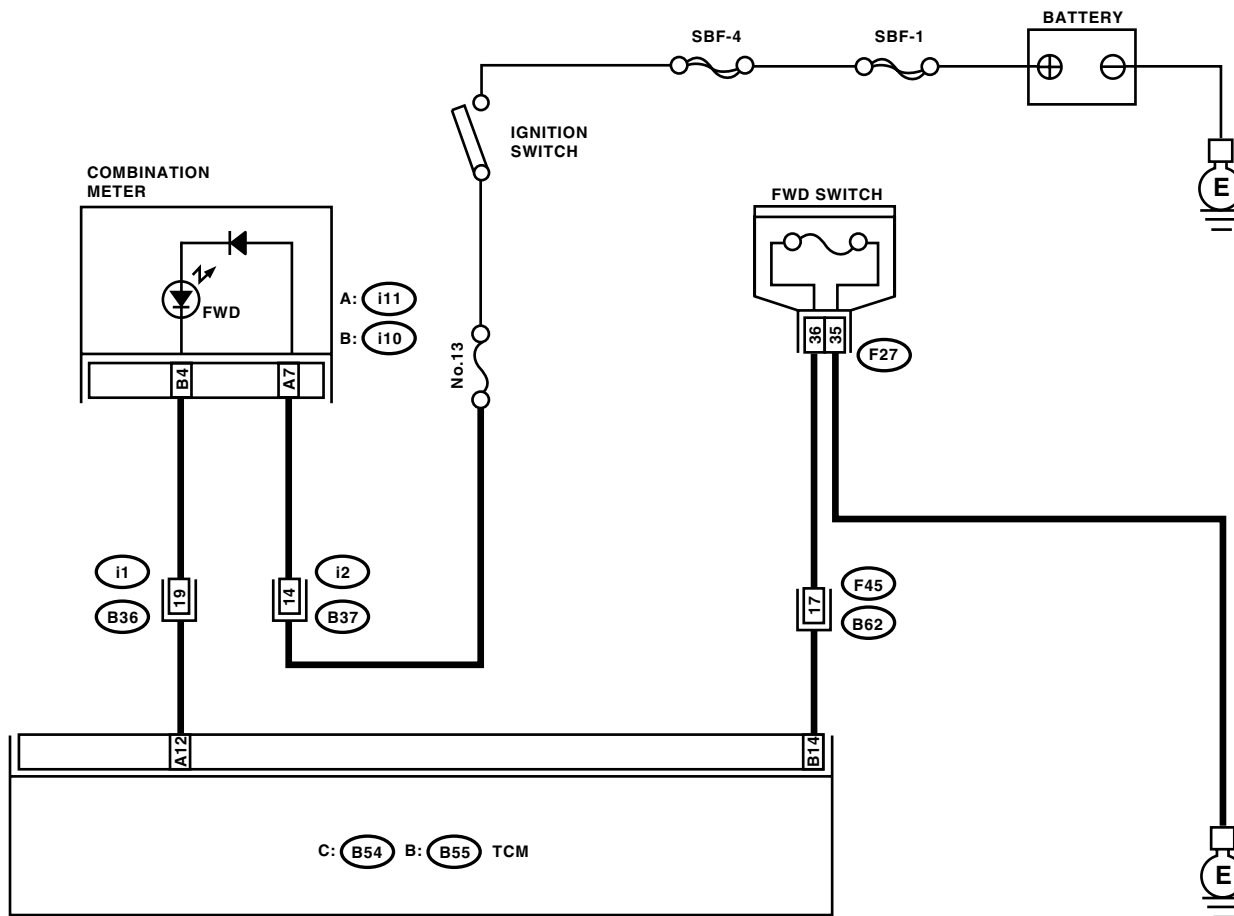 BATTERY
SBF-4
SBF-1
IGNITION
SWITCH
E
COMBINATION
METER
FWD SWITCH
FWD
A: i11
B: i10
No.13
36
35
F27
B4
A7
i1
19
B36
i2
14
B37
F45
17
B62
A12
B14
C: B54 B: B55 TCM
E